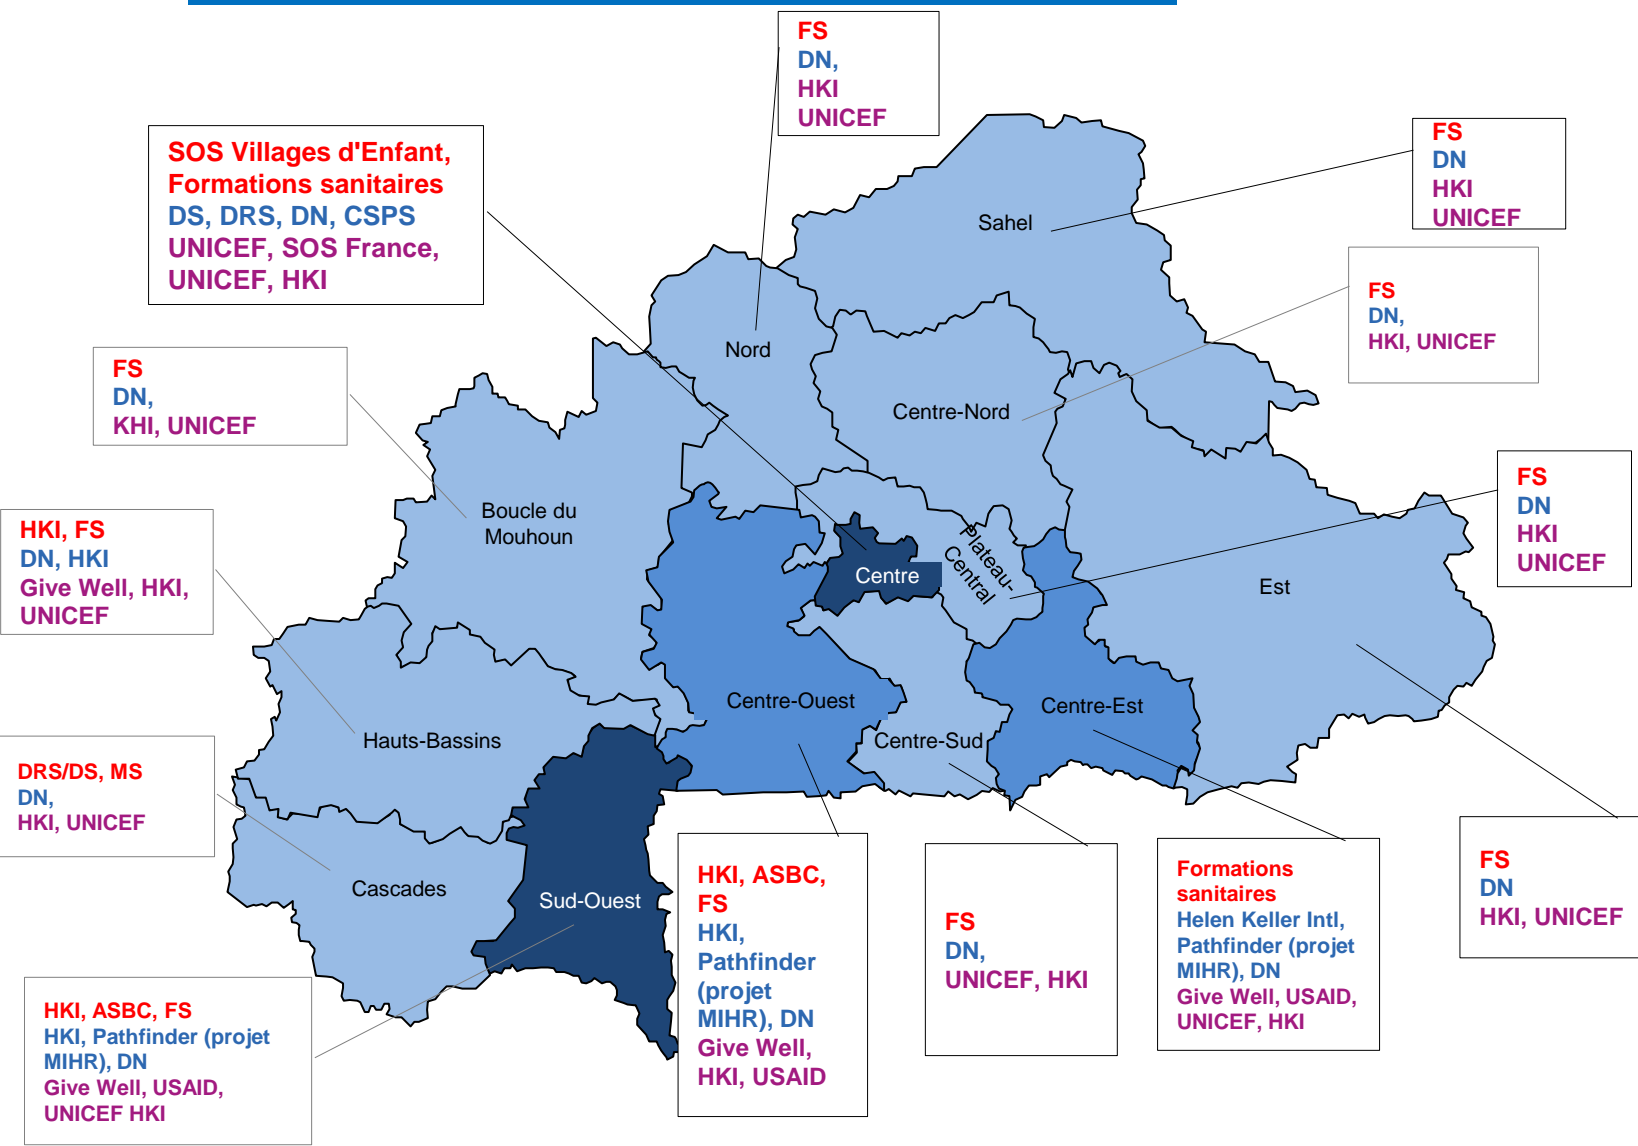 FS
DN,
HKI
UNICEF
SOS Villages d'Enfant,
Formations sanitaires
DS, DRS, DN, CSPS
UNICEF, SOS France,
UNICEF, HKI
FS
DN
HKI
UNICEF
Sahel
FS
DN,
HKI, UNICEF
Nord
FS
DN,
KHI, UNICEF
Centre-Nord
FS
DN
HKI
UNICEF
Boucle du
Mouhoun
HKI, FS
DN, HKI
Give Well, HKI,
UNICEF
Plateau-
Central
Centre
Est
Centre-Ouest
Centre-Est
Hauts-Bassins
Centre-Sud
DRS/DS, MS
DN,
HKI, UNICEF
Cascades
Sud-Ouest
HKI, ASBC,
FS
HKI,
Pathfinder
(projet
MIHR), DN
Give Well,
HKI, USAID
FS
DN,
UNICEF, HKI
Formations
sanitaires
Helen Keller Intl,
Pathfinder (projet
MIHR), DN
Give Well, USAID,
UNICEF, HKI
FS
DN
HKI, UNICEF
HKI, ASBC, FS
HKI, Pathfinder (projet
MIHR), DN
Give Well, USAID,
UNICEF HKI